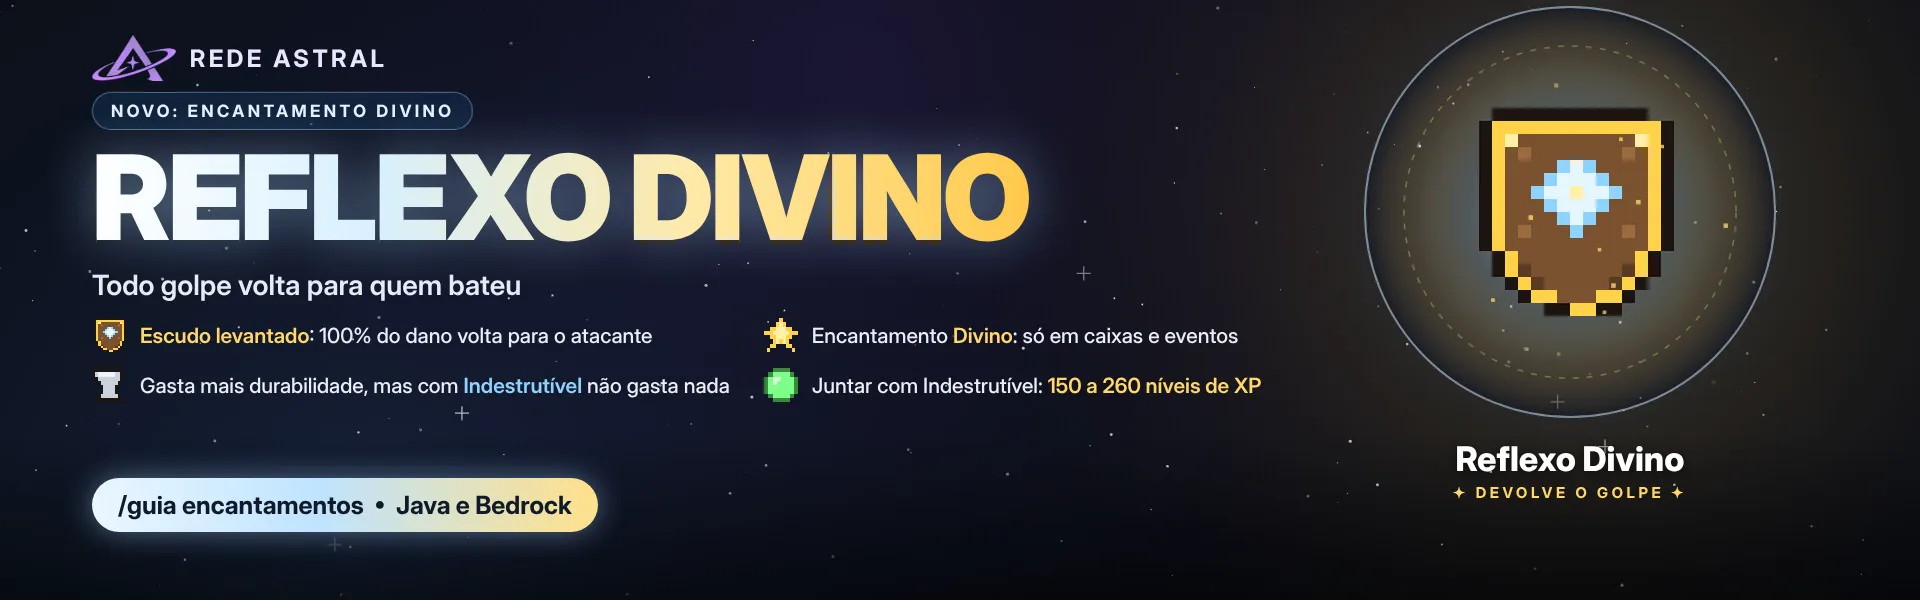 REDE ASTRAL
NOVO: ENCANTAMENTO DIVINO
REFLEXO DIVINO
Todo golpe volta para quem bateu
Escudo levantado: 100% do dano volta para o atacante
Encantamento Divino: só em caixas e eventos
Gasta mais durabilidade, mas com Indestrutível não gasta nada
Juntar com Indestrutível: 150 a 260 níveis de XP
/guia encantamentos • Java e Bedrock
Reflexo Divino
✦ DEVOLVE O GOLPE ✦